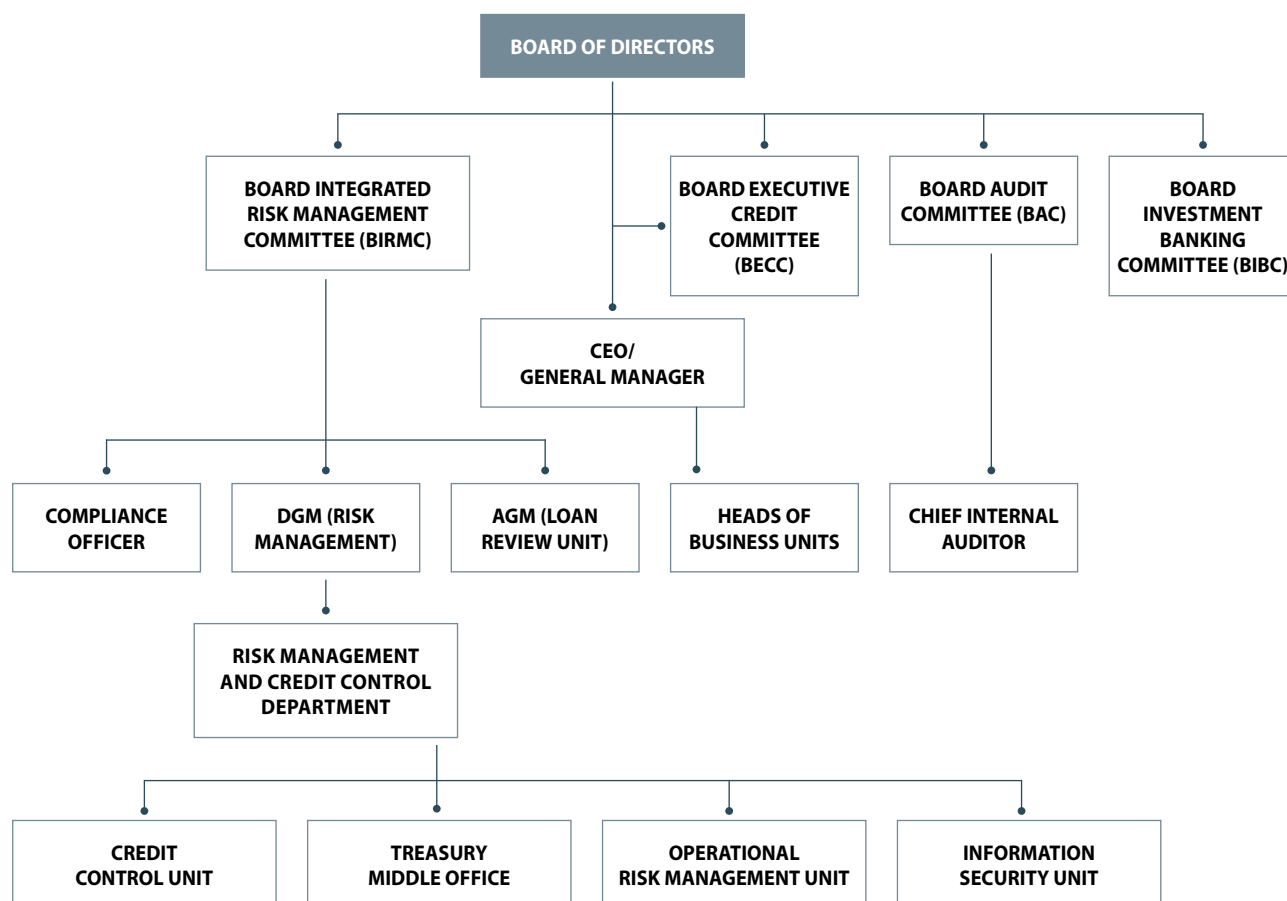 BOARD OF DIRECTORS
BOARD INTEGRATED
RISK MANAGEMENT
COMMITTEE (BIRMC)
BOARD EXECUTIVE
CREDIT
COMMITTEE
(BECC)
BOARD AUDIT
COMMITTEE (BAC)
BOARD
INVESTMENT
BANKING
COMMITTEE (BIBC)
CEO/
GENERAL MANAGER
COMPLIANCE
OFFICER
DGM (RISK
MANAGEMENT)
AGM (LOAN
REVIEW UNIT)
HEADS OF
BUSINESS UNITS
CHIEF INTERNAL
AUDITOR
RISK MANAGEMENT
AND CREDIT CONTROL
DEPARTMENT
CREDIT
CONTROL UNIT
TREASURY
MIDDLE OFFICE
OPERATIONAL
RISK MANAGEMENT UNIT
INFORMATION
SECURITY UNIT